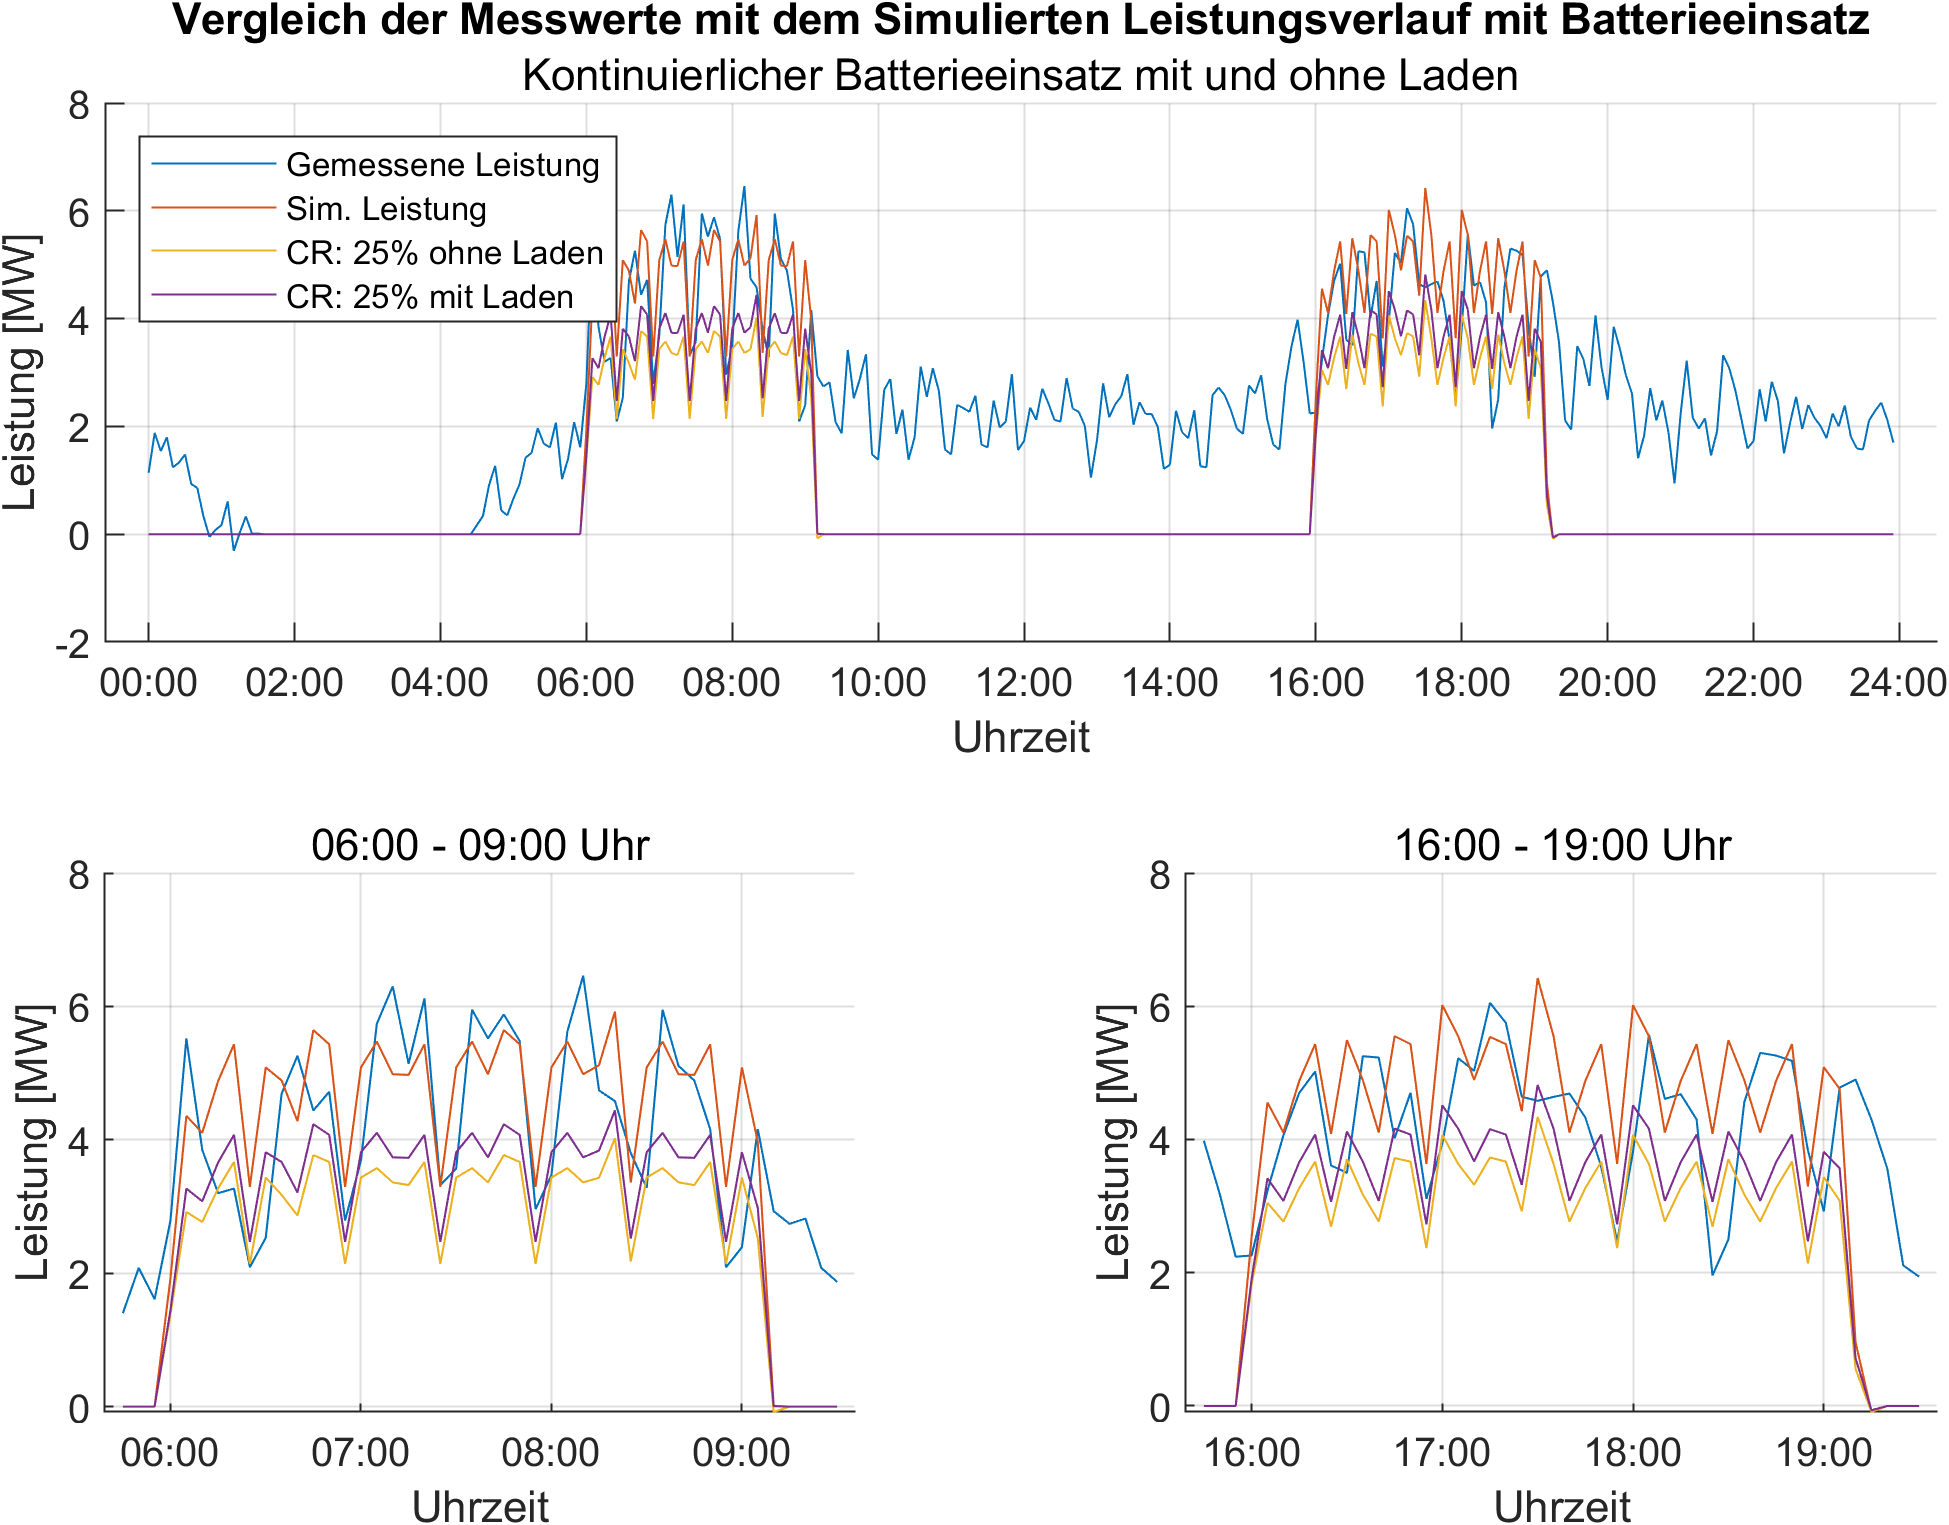 Vergleich der Messwerte mit dem Simulierten Leistungsverlauf mit Batterieeinsatz
Kontinuierlicher Batterieeinsatz mit und ohne Laden
8
6
4
2
0
-2
Leistung [MW]
Gemessene Leistung
Sim. Leistung
CR: 25% ohne Laden
CR: 25% mit Laden
00:00 02:00 04:00 06:00 08:00 10:00 12:00 14:00 16:00 18:00 20:00 22:00 24:00
Uhrzeit
06:00 - 09:00 Uhr
8
6
4
2
0
Leistung [MW]
06:00 07:00 08:00 09:00
Uhrzeit
16:00 - 19:00 Uhr
8
6
4
2
0
Leistung [MW]
16:00 17:00 18:00 19:00
Uhrzeit